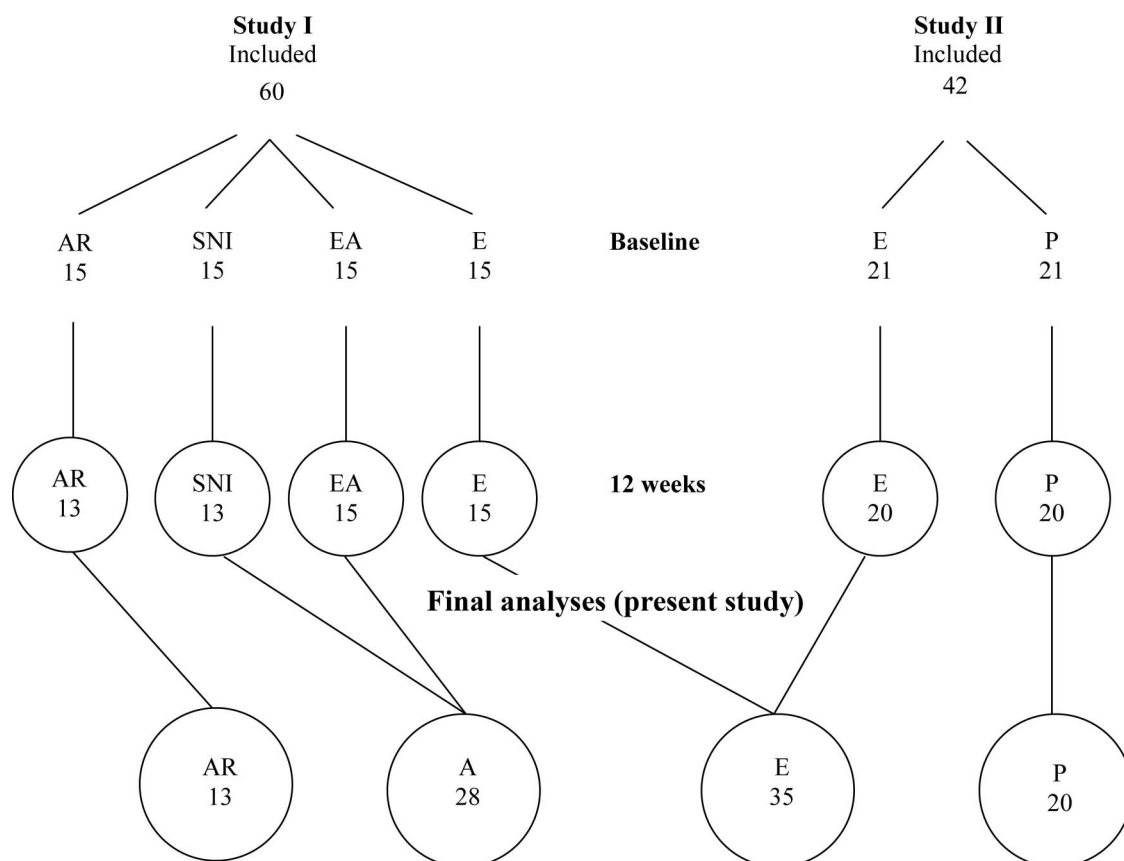 Study I
Included
60
Study II
Included
42
AR
15
SNI
15
EA
15
E
15
Baseline
E
21
P
21
AR
13
SNI
13
EA
15
E
15
12 weeks
E
20
P
20
Final analyses (present study)
AR
13
A
28
E
35
P
20